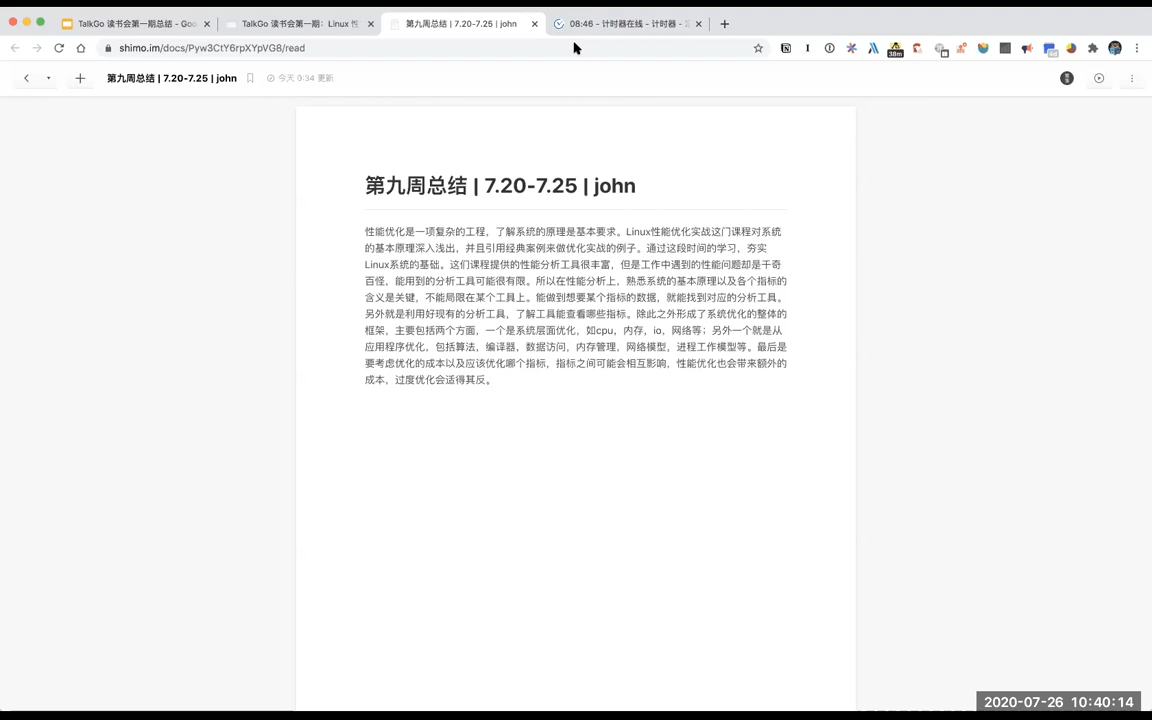 TalkGo 读书会第一期总结 - Goo
TalkGo 读书会第一期：Linux 性
第九周总结 | 7.20-7.25 | john
08:46 - 计时器在线 - 计时器 -
shimo.im/docs/Pyw3CtY6rpXYpVG8/read
38m
第九周总结 | 7.20-7.25 | john
今天 0:34 更新
第九周总结 | 7.20-7.25 | john
性能优化是一项复杂的工程，了解系统的原理是基本要求。Linux性能优化实战这门课程对系统
的基本原理深入浅出，并且引用经典案例来做优化实战的例子。通过这段时间的学习，夯实
Linux系统的基础。这们课程提供的性能分析工具很丰富，但是工作中遇到的性能问题却是千奇
百怪，能用到的分析工具可能很有限。所以在性能分析上，熟悉系统的基本原理以及各个指标的
含义是关键，不能局限在某个工具上。能做到想要某个指标的数据，就能找到对应的分析工具。
另外就是利用好现有的分析工具，了解工具能查看哪些指标。除此之外形成了系统优化的整体的
框架，主要包括两个方面，一个是系统层面优化，如cpu，内存，io，网络等；另外一个就是从
应用程序优化，包括算法，编译器，数据访问，内存管理，网络模型，进程工作模型等。最后是
要考虑优化的成本以及应该优化哪个指标，指标之间可能会相互影响，性能优化也会带来额外的
成本，过度优化会适得其反。
2020-07-26 10:40:14